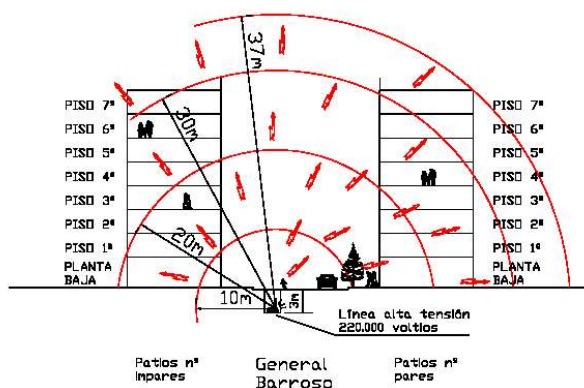 37m
30m
20m
10m
3m
PISO 7º
PISO 6º
PISO 5º
PISO 4º
PISO 3º
PISO 2º
PISO 1º
PLANTA
BAJA
PISO 7º
PISO 6º
PISO 5º
PISO 4º
PISO 3º
PISO 2º
PISO 1º
PLANTA
BAJA
Línea alta tensión
220.000 voltios
Patios nº
impares
General
Barroso
Patios nº
pares